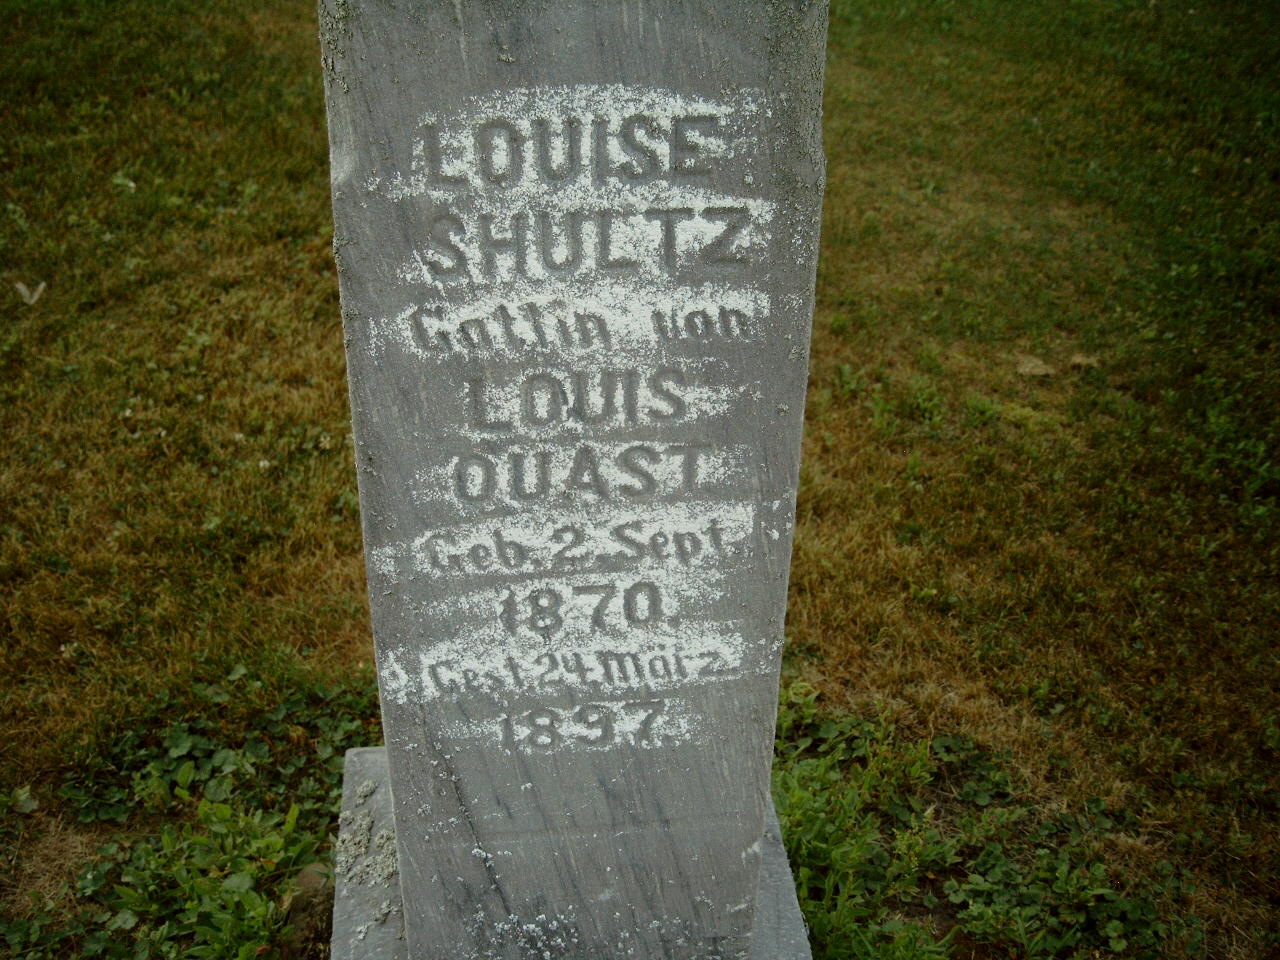 LOUISE
SHULTZ
Gattin von
LOUIS
QUAST
Geb. 2. Sept.
1870.
Gest. 24. März
1897.